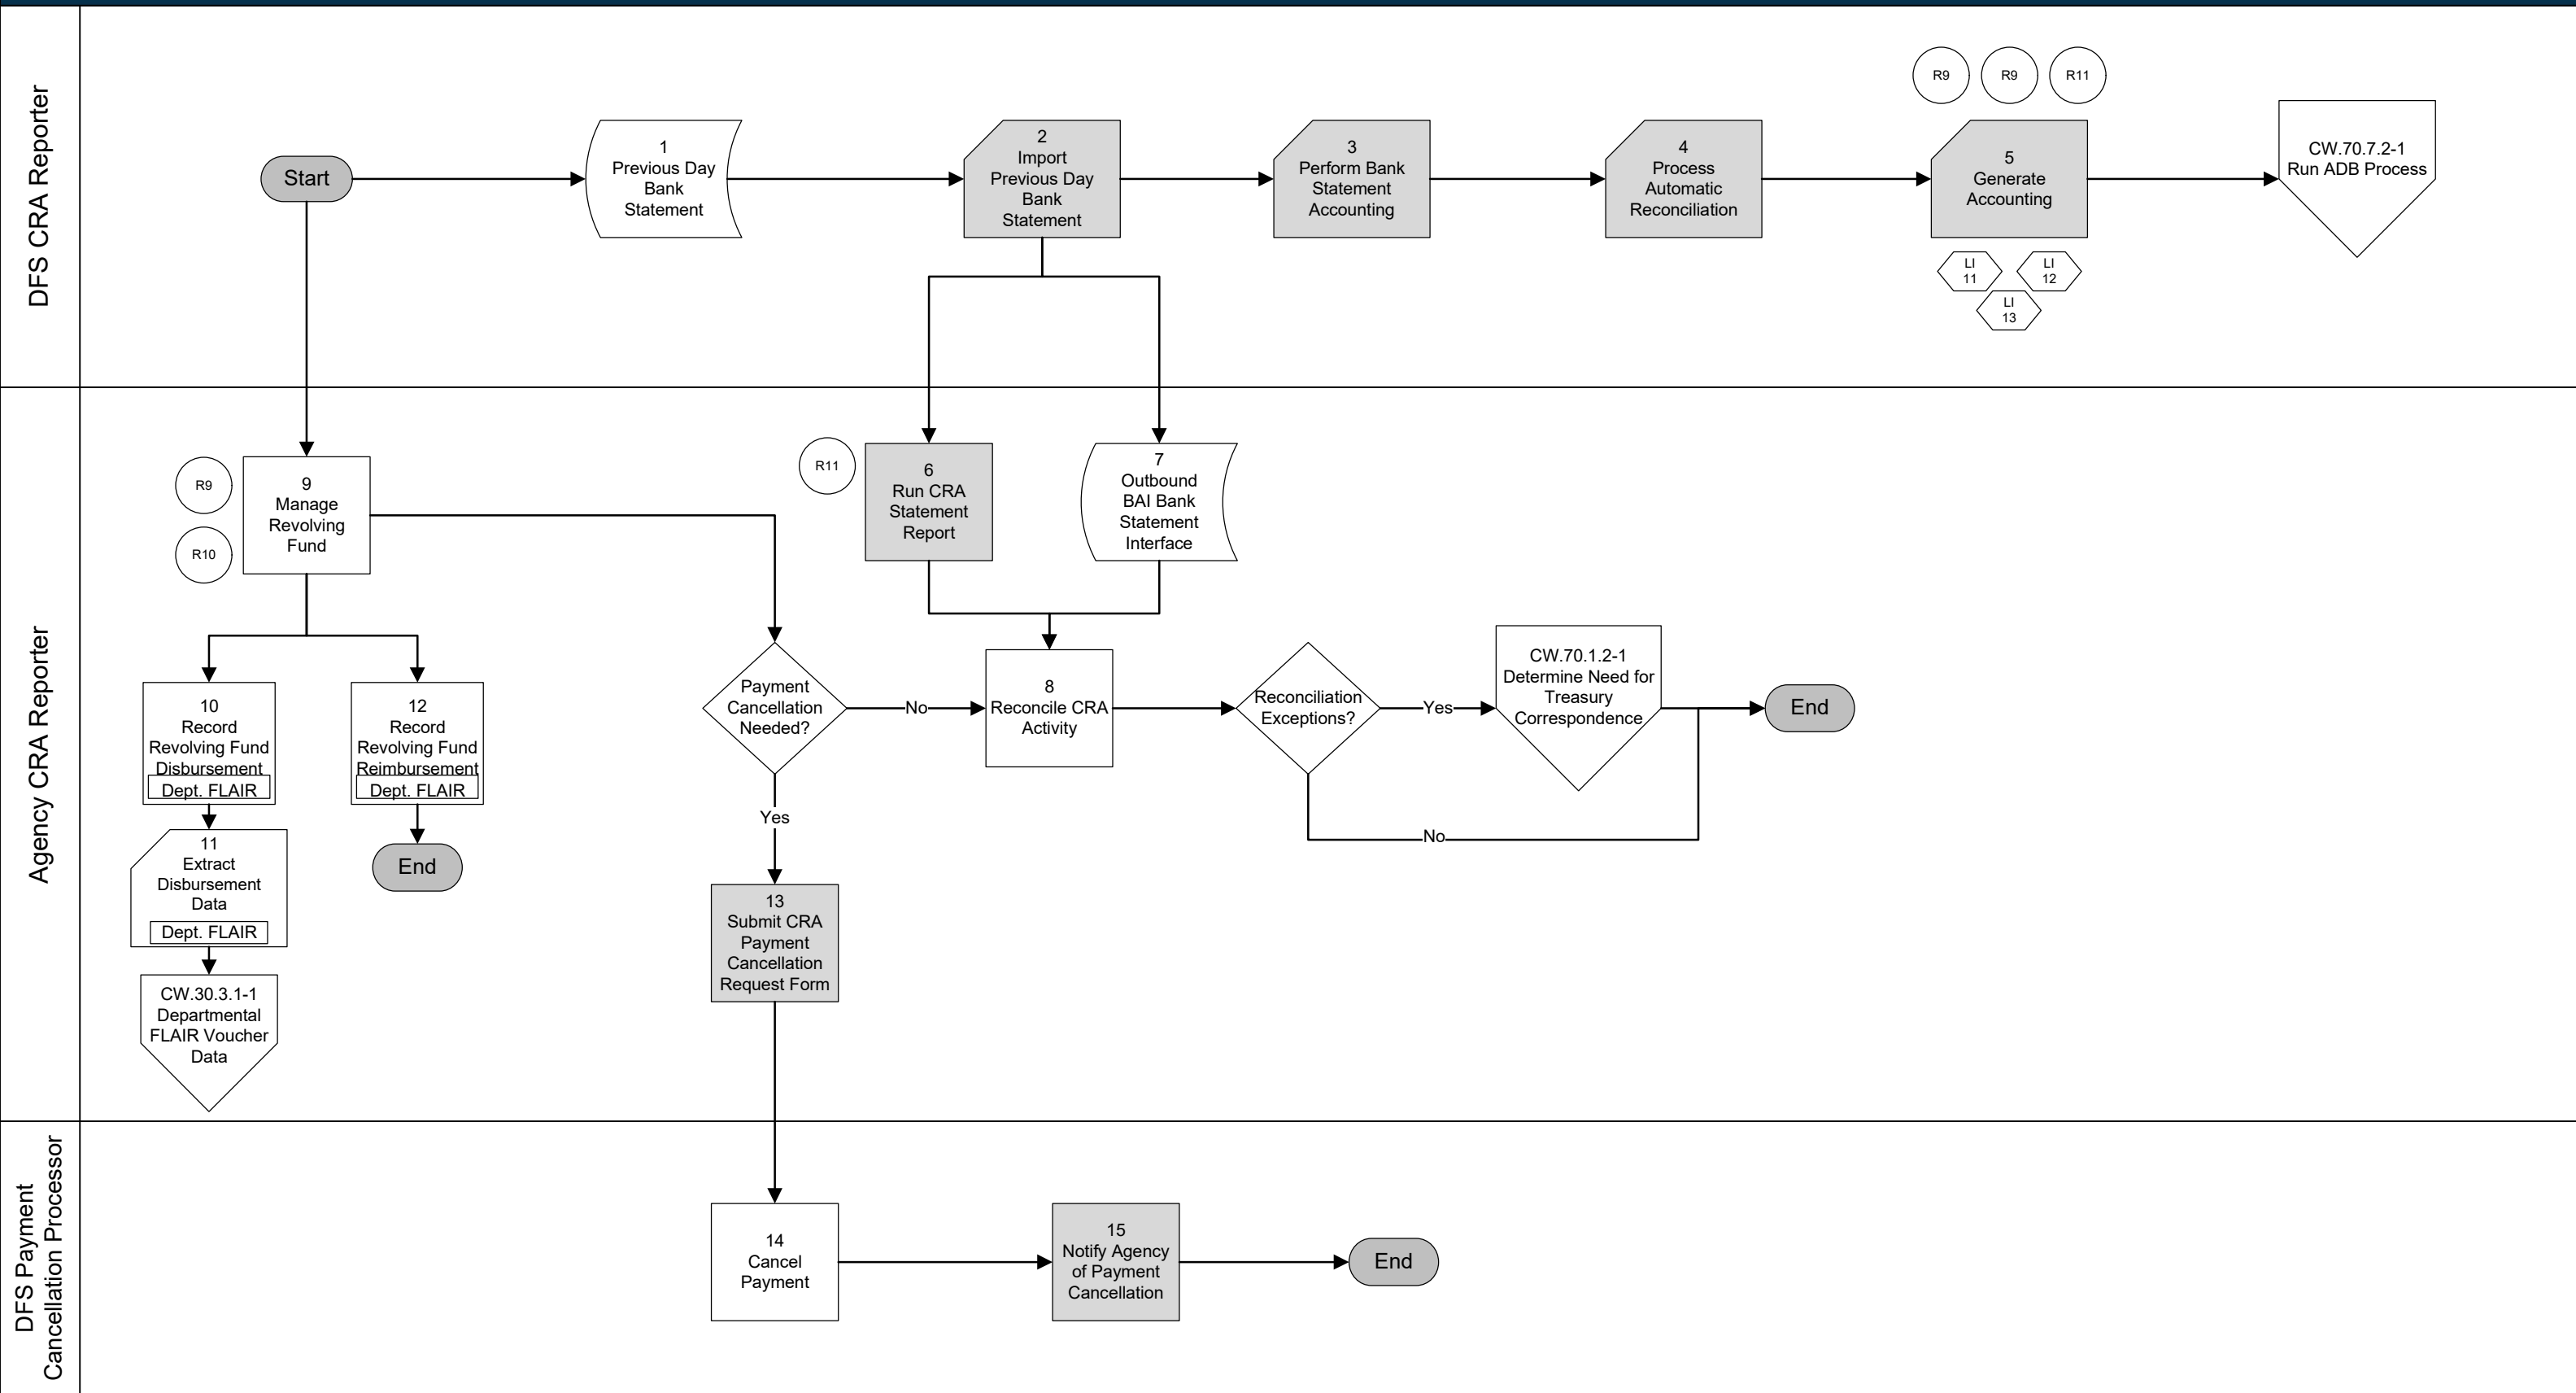 DFS CRA Reporter
Start
1
Previous Day
Bank
Statement
2
Import
Previous Day
Bank
Statement
3
Perform Bank
Statement
Accounting
4
Process
Automatic
Reconciliation
R9
R9
R11
5
Generate
Accounting
LI
11
LI
12
LI
13
CW.70.7.2-1
Run ADB Process
Agency CRA Reporter
R9
R10
9
Manage
Revolving
Fund
R11
6
Run CRA
Statement
Report
7
Outbound
BAI Bank
Statement
Interface
10
Record
Revolving Fund
Disbursement
Dept. FLAIR
12
Record
Revolving Fund
Reimbursement
Dept. FLAIR
End
11
Extract
Disbursement
Data
Dept. FLAIR
CW.30.3.1-1
Departmental
FLAIR Voucher
Data
Payment
Cancellation
Needed?
No
Yes
8
Reconcile CRA
Activity
Reconciliation
Exceptions?
Yes
No
CW.70.1.2-1
Determine Need for
Treasury
Correspondence
End
13
Submit CRA
Payment
Cancellation
Request Form
DFS Payment
Cancellation Processor
14
Cancel
Payment
15
Notify Agency
of Payment
Cancellation
End